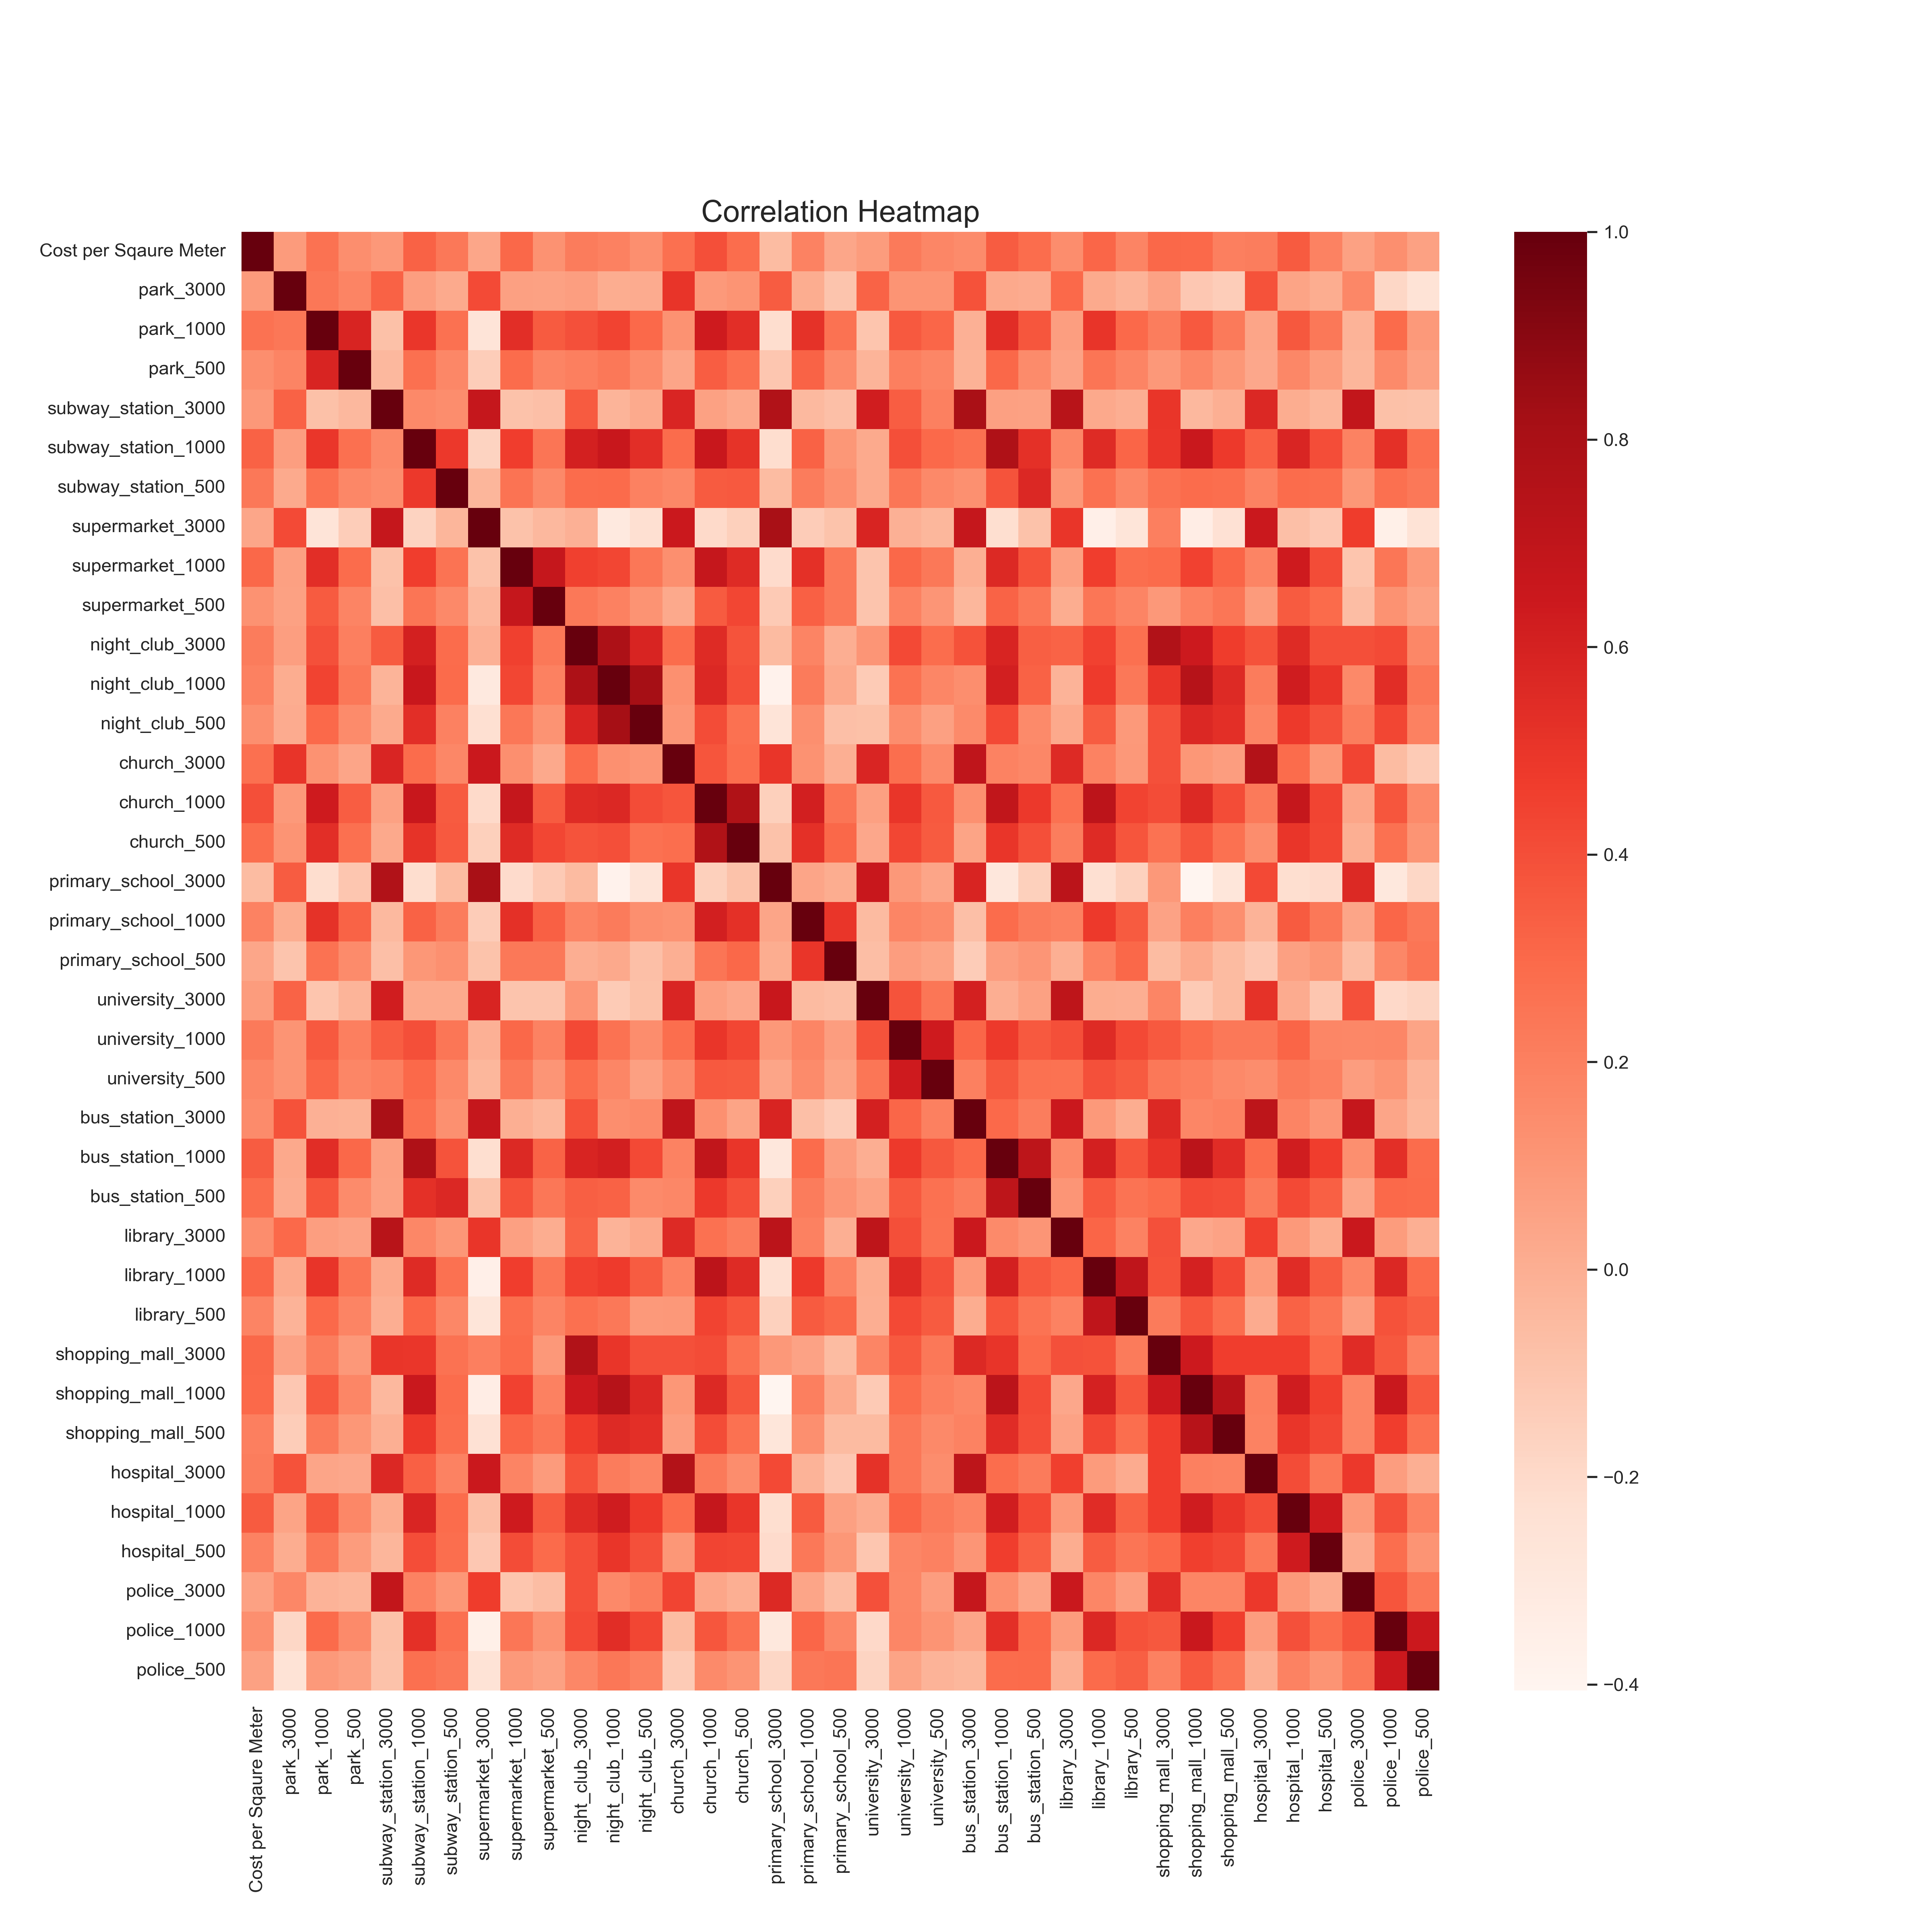 Correlation Heatmap
Cost per Sqaure Meter
park_3000
park_1000
park_500
subway_station_3000
subway_station_1000
subway_station_500
supermarket_3000
supermarket_1000
supermarket_500
night_club_3000
night_club_1000
night_club_500
church_3000
church_1000
church_500
primary_school_3000
primary_school_1000
primary_school_500
university_3000
university_1000
university_500
bus_station_3000
bus_station_1000
bus_station_500
library_3000
library_1000
library_500
shopping_mall_3000
shopping_mall_1000
shopping_mall_500
hospital_3000
hospital_1000
hospital_500
police_3000
police_1000
police_500
Cost per Sqaure Meter
park_3000
park_1000
park_500
subway_station_3000
subway_station_1000
subway_station_500
supermarket_3000
supermarket_1000
supermarket_500
night_club_3000
night_club_1000
night_club_500
church_3000
church_1000
church_500
primary_school_3000
primary_school_1000
primary_school_500
university_3000
university_1000
university_500
bus_station_3000
bus_station_1000
bus_station_500
library_3000
library_1000
library_500
shopping_mall_3000
shopping_mall_1000
shopping_mall_500
hospital_3000
hospital_1000
hospital_500
police_3000
police_1000
police_500
1.0
0.8
0.6
0.4
0.2
0.0
−0.2
−0.4